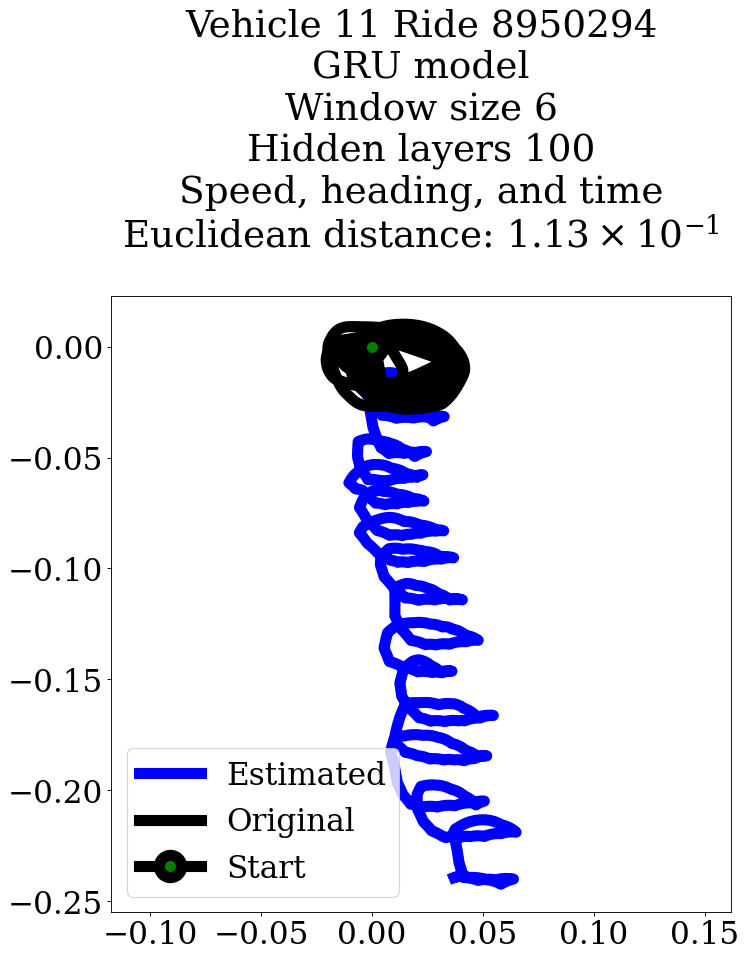 Vehicle 11 Ride 8950294
GRU model
Window size 6
Hidden layers 100
Speed, heading, and time
Euclidean distance: 1.13 × 10⁻¹
0.00
−0.05
−0.10
−0.15
−0.20
−0.25
Estimated
Original
Start
−0.10 −0.05 0.00 0.05 0.10 0.15